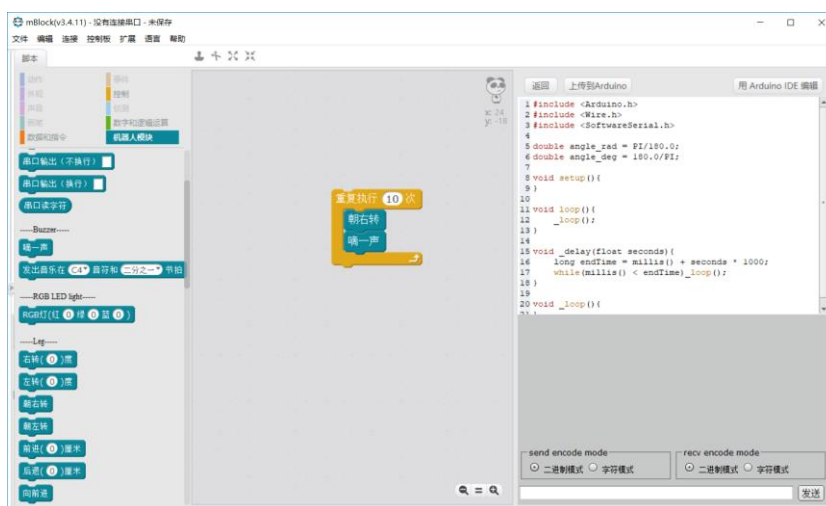 mBlock(v3.4.11) - 没有连接串口 - 未保存
文件 编辑 连接 控制板 扩展 语言 帮助
脚本
动作 事件
外观 控制
声音 侦测
画笔 数字和逻辑运算
数据和指令 机器人模块
串口输出（不换行）
串口输出（换行）
串口读字符
-----Buzzer-----
嘀一声
发出音乐在 C4 音符和 二分之一 节拍
-----RGB LED light-----
RGB灯(红 0 绿 0 蓝 0 )
-----Leg-----
右转( 0 )度
左转( 0 )度
朝右转
朝左转
前进( 0 )厘米
后退( 0 )厘米
向前进
重复执行 10 次
朝右转
嘀一声
x: 24
y: -18
返回 上传到Arduino 用 Arduino IDE 编辑
1 #include <Arduino.h>
2 #include <Wire.h>
3 #include <SoftwareSerial.h>
4
5 double angle_rad = PI/180.0;
6 double angle_deg = 180.0/PI;
7
8 void setup(){
9 }
10
11 void loop(){
12 _loop();
13 }
14
15 void _delay(float seconds){
16 long endTime = millis() + seconds * 1000;
17 while(millis() < endTime)_loop();
18 }
19
20 void _loop(){
21 }
send encode mode recv encode mode
二进制模式 字符模式 二进制模式 字符模式
发送